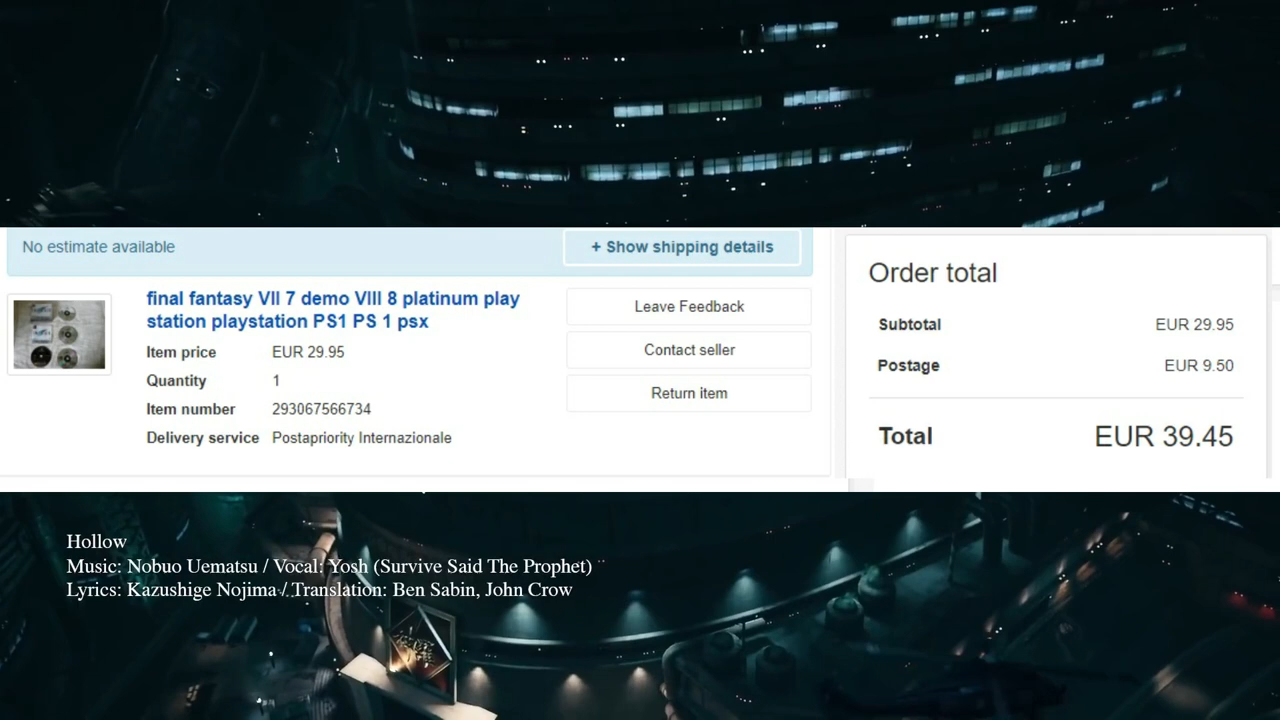 No estimate available
+ Show shipping details
final fantasy VII 7 demo VIII 8 platinum play
station playstation PS1 PS 1 psx
Item price EUR 29.95
Quantity 1
Item number 293067566734
Delivery service Postapriority Internazionale
Leave Feedback
Contact seller
Return item
Order total
Subtotal EUR 29.95
Postage EUR 9.50
Total EUR 39.45
Hollow
Music: Nobuo Uematsu / Vocal: Yosh (Survive Said The Prophet)
Lyrics: Kazushige Nojima / Translation: Ben Sabin, John Crow